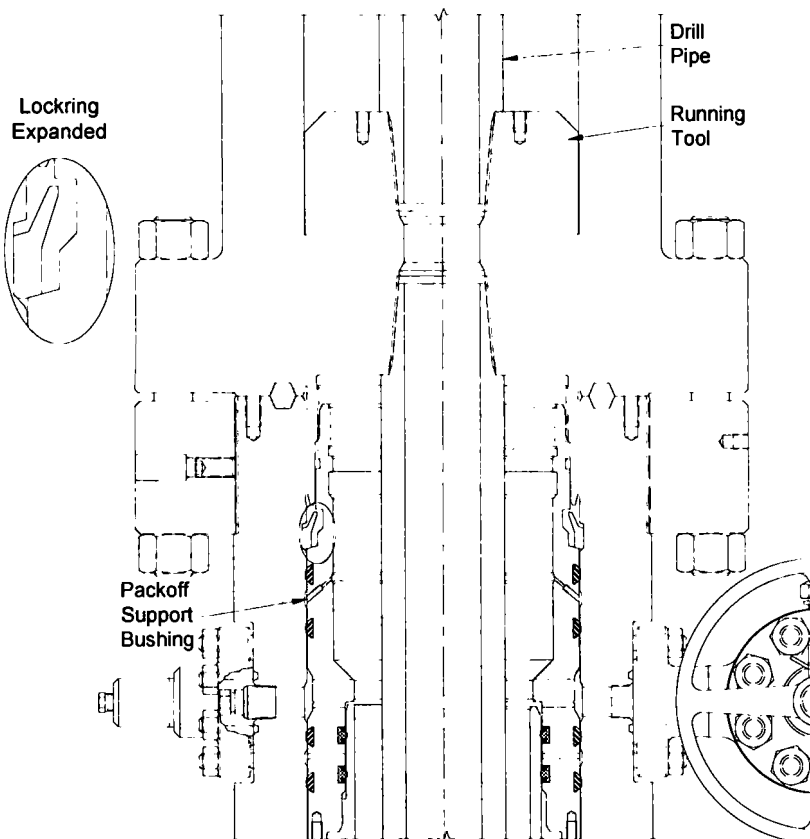 Drill
Pipe
Lockring
Expanded
Running
Tool
Packoff
Support
Bushing